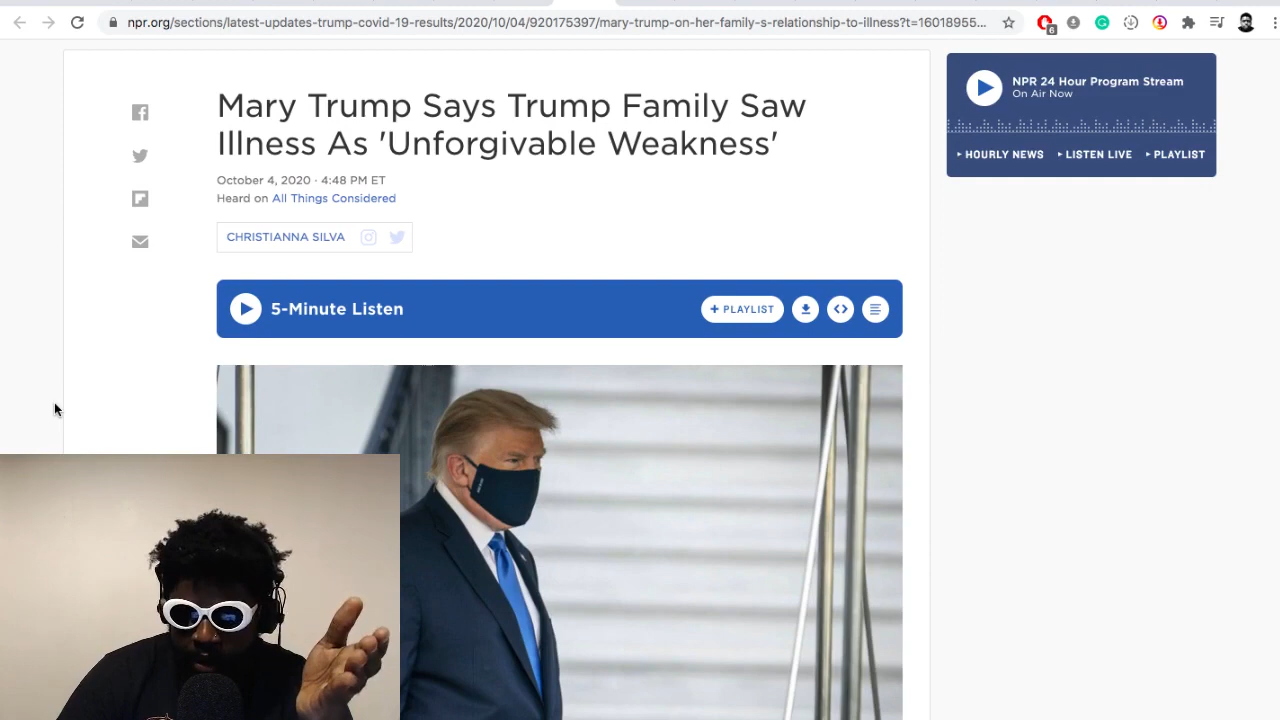 npr.org/sections/latest-updates-trump-covid-19-results/2020/10/04/920175397/mary-trump-on-her-family-s-relationship-to-illness?t=16018955...
6
Mary Trump Says Trump Family Saw
Illness As 'Unforgivable Weakness'
October 4, 2020 · 4:48 PM ET
Heard on All Things Considered
CHRISTIANNA SILVA
5-Minute Listen
+ PLAYLIST
NPR 24 Hour Program Stream
On Air Now
HOURLY NEWS
LISTEN LIVE
PLAYLIST